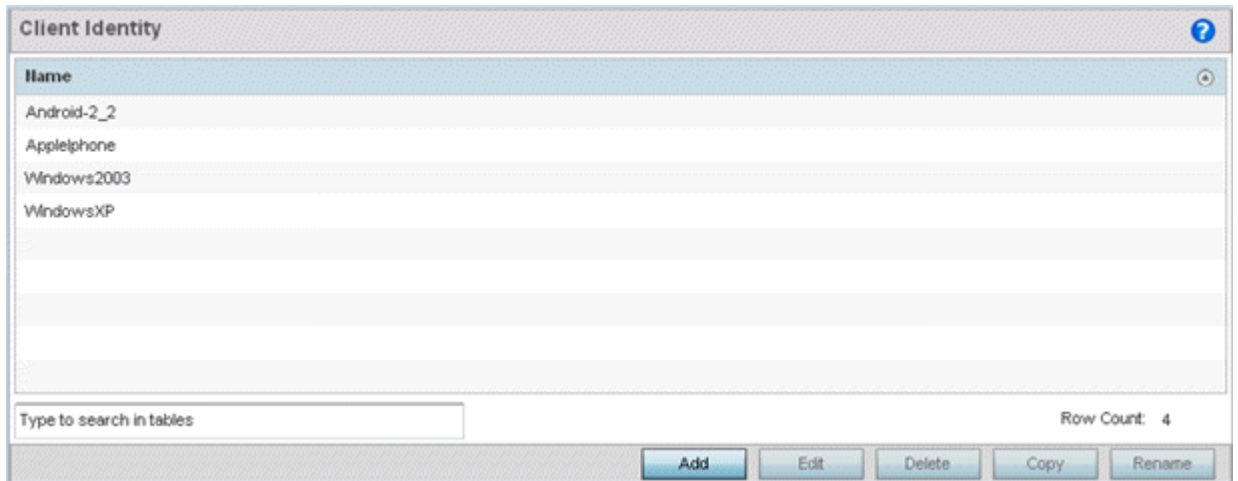 Client Identity
?
Name
Android-2_2
AppleIphone
Windows2003
WindowsXP
Type to search in tables
Row Count: 4
Add Edit Delete Copy Rename